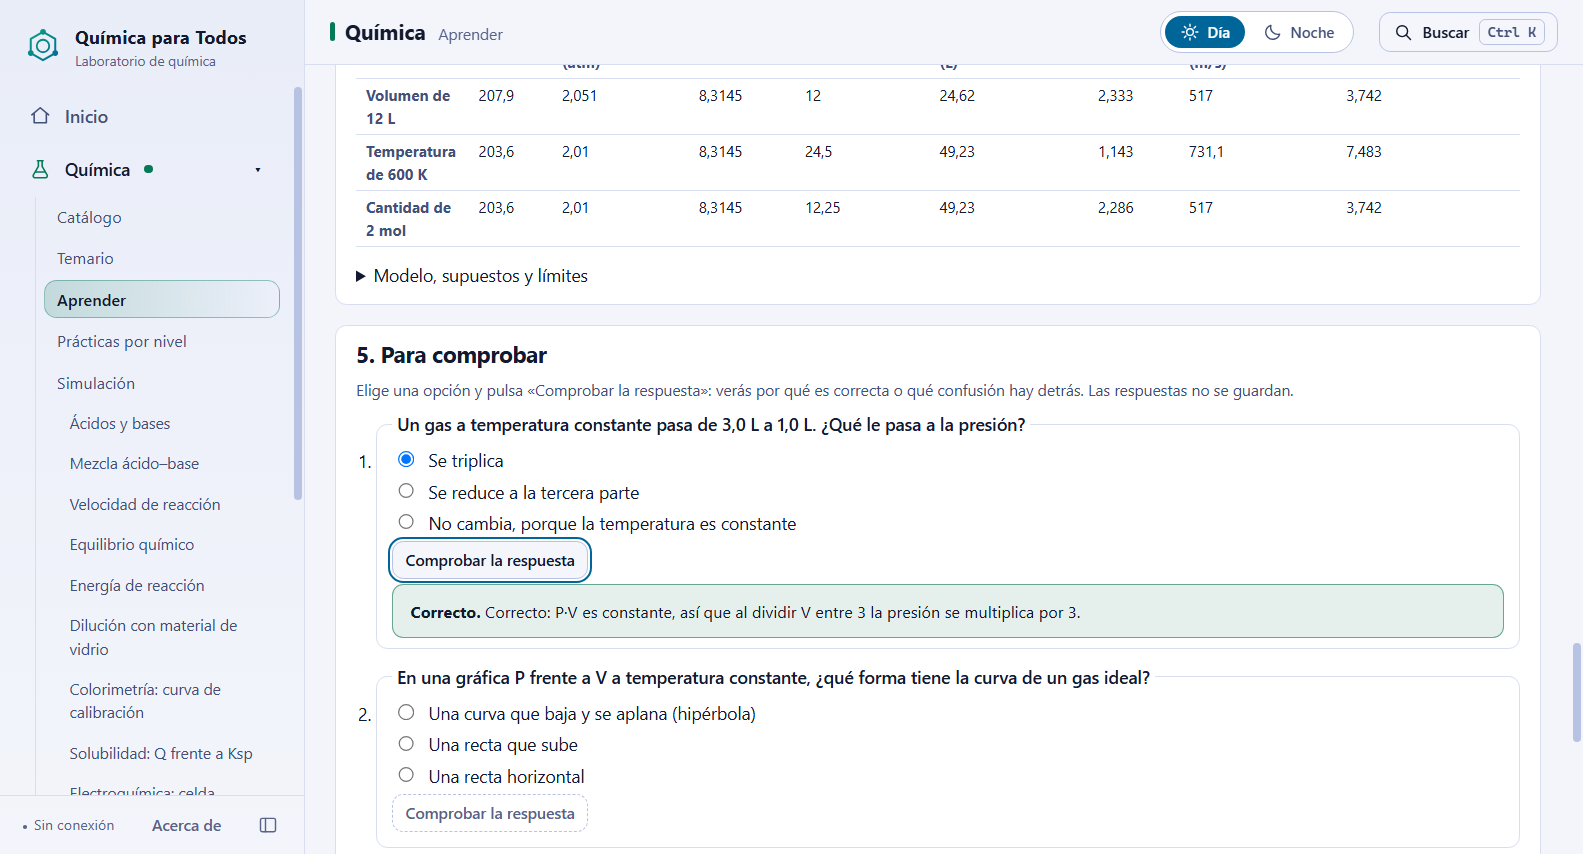 Química para Todos
Laboratorio de química
Inicio
Química
Catálogo
Temario
Aprender
Prácticas por nivel
Simulación
Ácidos y bases
Mezcla ácido–base
Velocidad de reacción
Equilibrio químico
Energía de reacción
Dilución con material de
vidrio
Colorimetría: curva de
calibración
Solubilidad: Q frente a Ksp
Electroquímica: celda
Sin conexión
Acerca de
Química
Aprender
Día
Noche
Buscar
Ctrl K
(atm) (L) (m/s)
Volumen de 207,9 2,051 8,3145 12 24,62 2,333 517 3,742
12 L
Temperatura 203,6 2,01 8,3145 24,5 49,23 1,143 731,1 7,483
de 600 K
Cantidad de 203,6 2,01 8,3145 12,25 49,23 2,286 517 3,742
2 mol
Modelo, supuestos y límites
5. Para comprobar
Elige una opción y pulsa «Comprobar la respuesta»: verás por qué es correcta o qué confusión hay detrás. Las respuestas no se guardan.
Un gas a temperatura constante pasa de 3,0 L a 1,0 L. ¿Qué le pasa a la presión?
1.
Se triplica
Se reduce a la tercera parte
No cambia, porque la temperatura es constante
Comprobar la respuesta
Correcto. Correcto: P·V es constante, así que al dividir V entre 3 la presión se multiplica por 3.
En una gráfica P frente a V a temperatura constante, ¿qué forma tiene la curva de un gas ideal?
2.
Una curva que baja y se aplana (hipérbola)
Una recta que sube
Una recta horizontal
Comprobar la respuesta